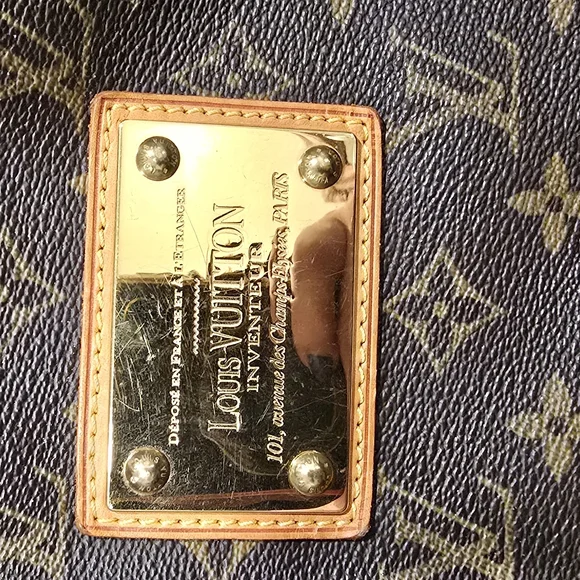 DÉPOSÉ EN FRANCE ET À L'ÉTRANGER
LOUIS VUITTON
INVENTEUR
101, avenue des Champs Elysées, PARIS